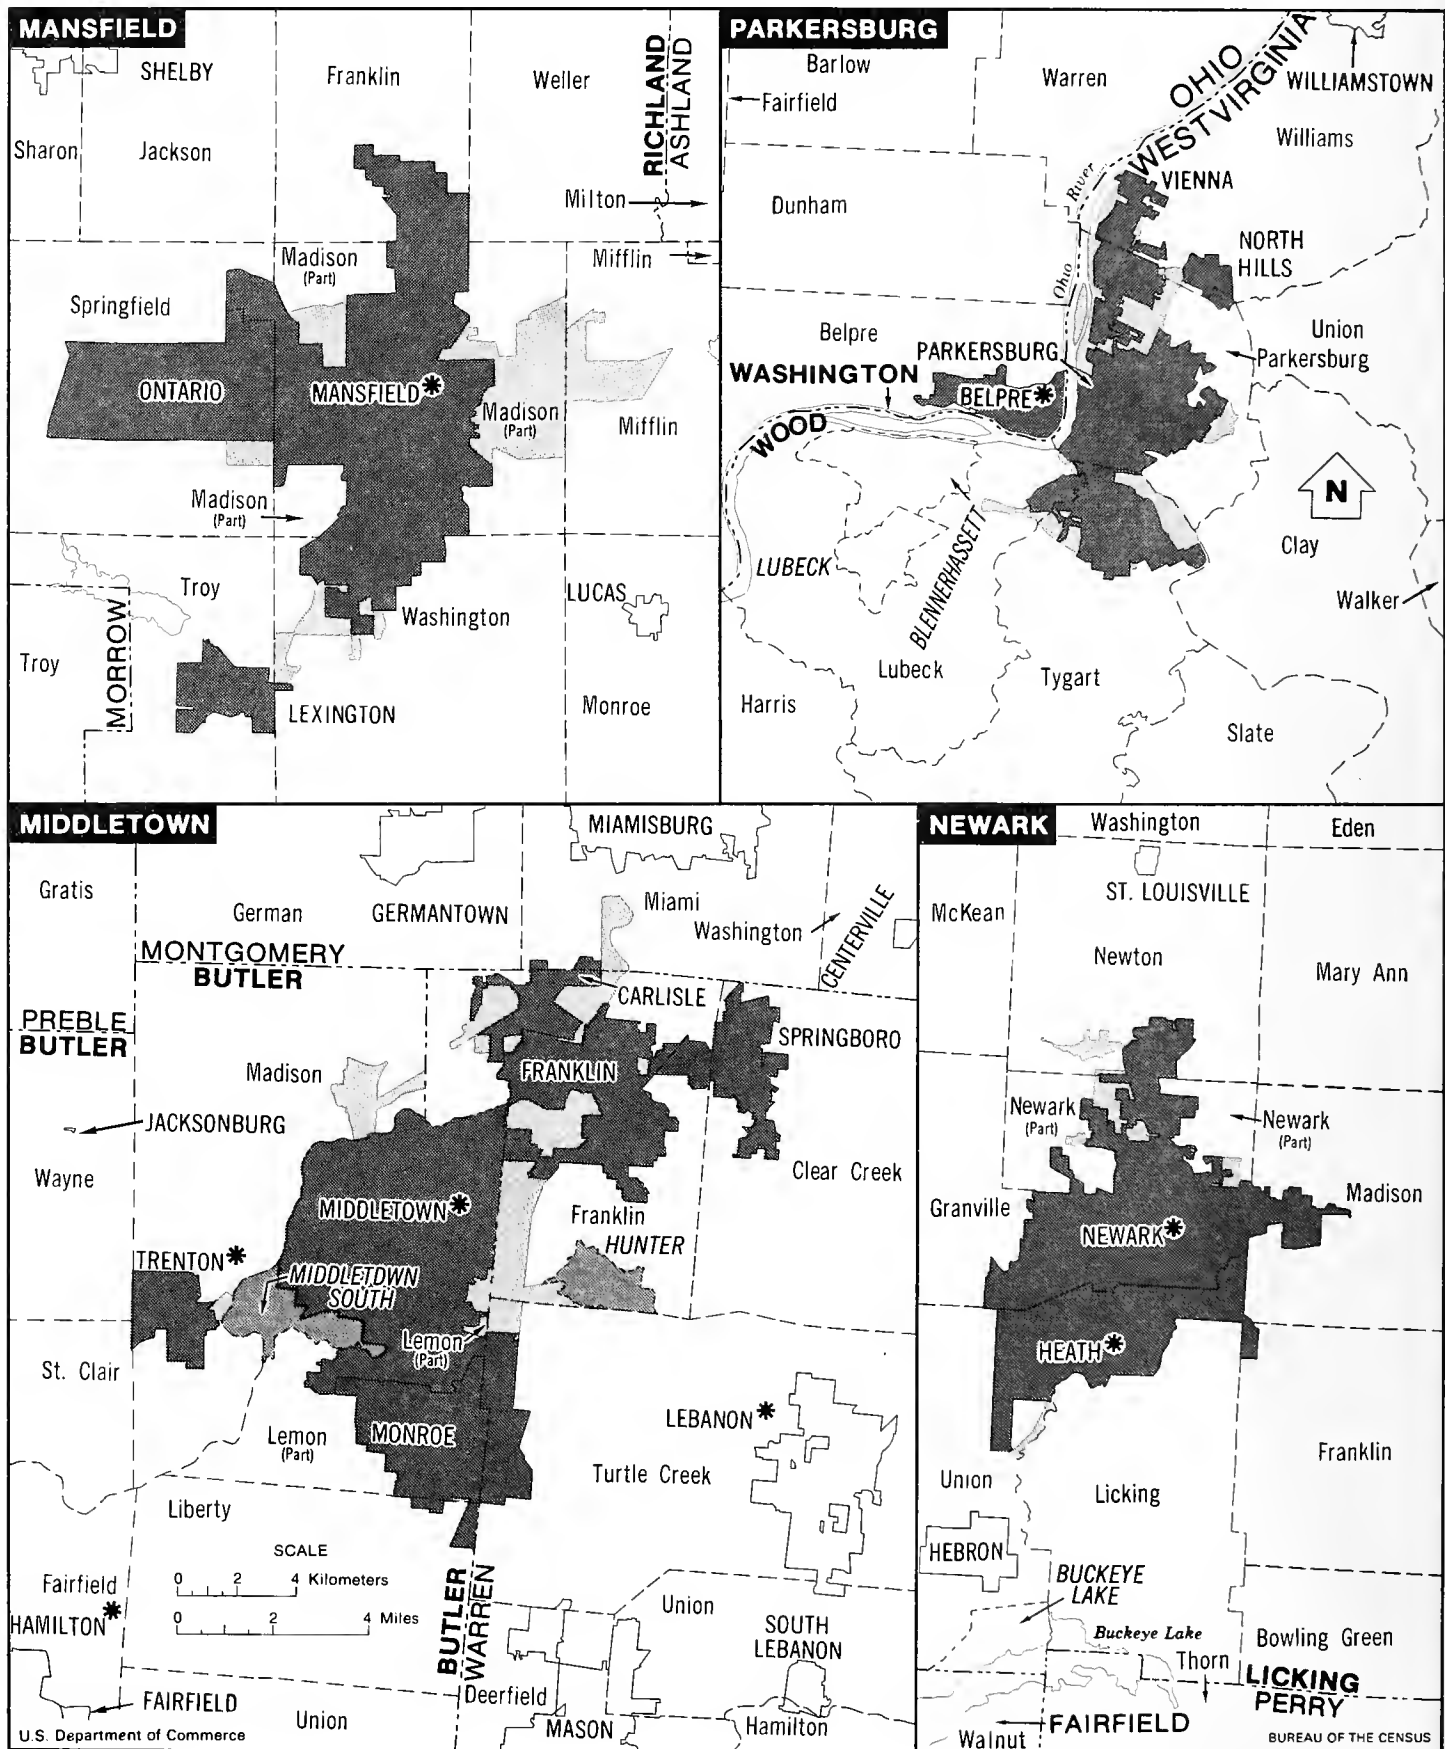 MANSFIELD
SHELBY
Franklin
Weller
RICHLAND
ASHLAND
Sharon
Jackson
Milton
Madison
(Part)
Mifflin
Springfield
ONTARIO
MANSFIELD
Madison
(Part)
Mifflin
Madison
(Part)
Troy
LUCAS
Washington
Troy
MORROW
LEXINGTON
Monroe
PARKERSBURG
Barlow
Warren
OHIO
WEST VIRGINIA
WILLIAMSTOWN
Fairfield
Williams
River
VIENNA
Dunham
NORTH
HILLS
Ohio
Belpre
Union
PARKERSBURG
Parkersburg
WASHINGTON
BELPRE
WOOD
N
BLENNERHASSETT
Clay
LUBECK
Walker
Lubeck
Tygart
Harris
Slate
MIDDLETOWN
MIAMISBURG
Gratis
German
GERMANTOWN
Miami
Washington
CENTERVILLE
MONTGOMERY
BUTLER
CARLISLE
PREBLE
BUTLER
SPRINGBORO
Madison
FRANKLIN
JACKSONBURG
Wayne
Clear Creek
MIDDLETOWN
Franklin
HUNTER
TRENTON
MIDDLETOWN
SOUTH
Lemon
(Part)
St. Clair
LEBANON
Lemon
(Part)
MONROE
Turtle Creek
Liberty
SCALE
0 2 4 Kilometers
0 2 4 Miles
Fairfield
HAMILTON
BUTLER
WARREN
Union
SOUTH
LEBANON
FAIRFIELD
Union
Deerfield
MASON
Hamilton
U.S. Department of Commerce
NEWARK
Washington
Eden
ST. LOUISVILLE
McKean
Newton
Mary Ann
Newark
(Part)
Newark
(Part)
Granville
Madison
NEWARK
HEATH
Franklin
Union
Licking
HEBRON
BUCKEYE
LAKE
Buckeye Lake
Bowling Green
Thorn
LICKING
PERRY
FAIRFIELD
Walnut
BUREAU OF THE CENSUS